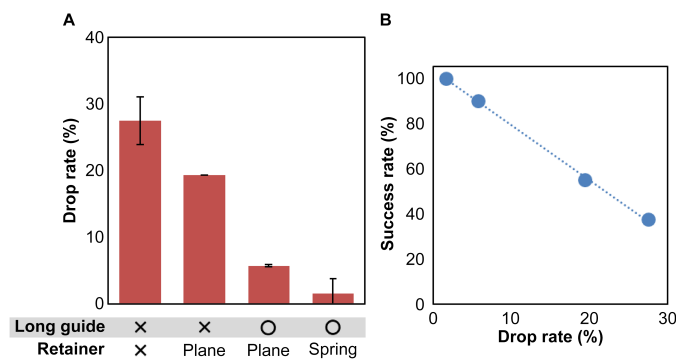 A
Drop rate (%)
40
30
20
10
0
Long guide × × ○ ○
Retainer × Plane Plane Spring
B
Success rate (%)
100
80
60
40
20
0
0 10 20 30
Drop rate (%)